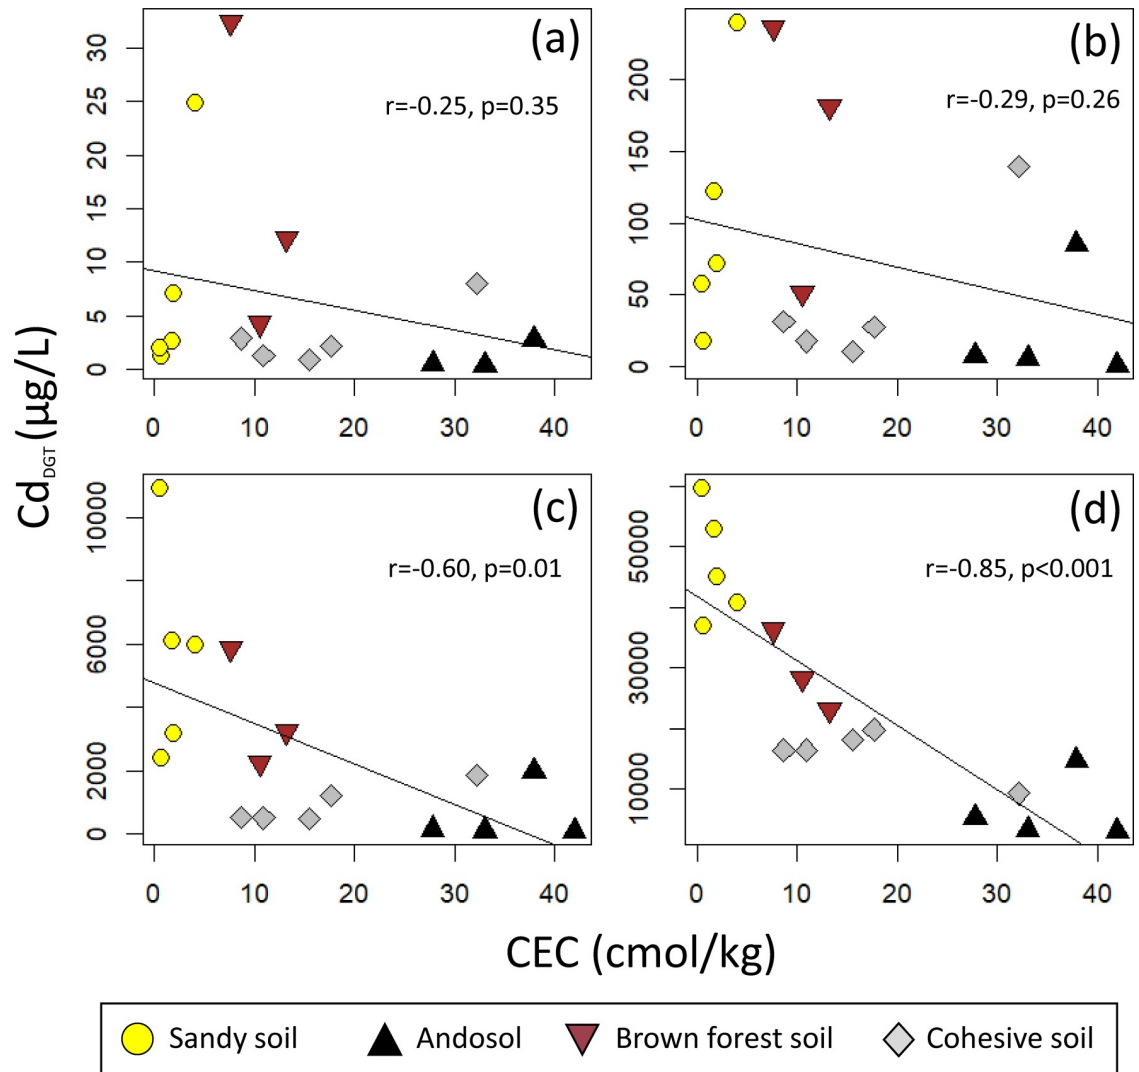 (a)
r=-0.25, p=0.35
0 5 10 15 20 25 30
0 10 20 30 40
(b)
r=-0.29, p=0.26
0 50 100 150 200
0 10 20 30 40
Cd_DGT (µg/L)
(c)
r=-0.60, p=0.01
0 2000 6000 10000
0 10 20 30 40
(d)
r=-0.85, p<0.001
10000 30000 50000
0 10 20 30 40
CEC (cmol/kg)
Sandy soil Andosol Brown forest soil Cohesive soil